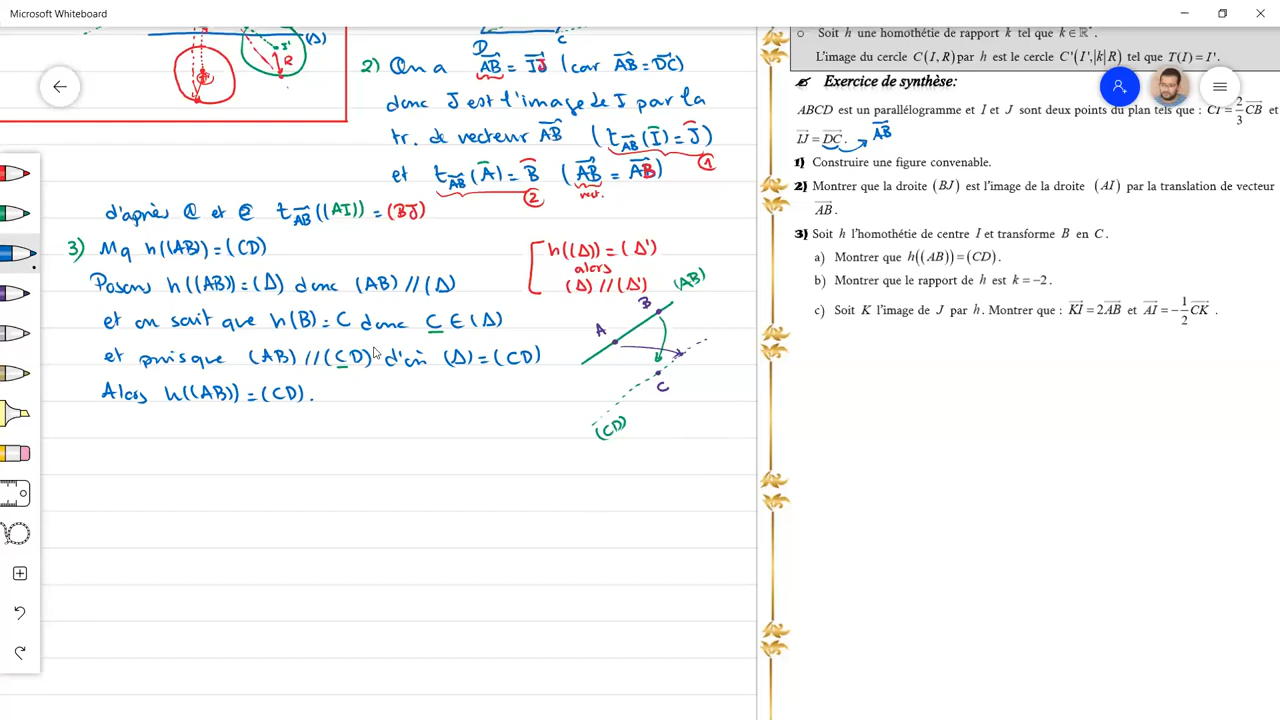 Microsoft Whiteboard
I'
R
(Δ)
D
C
2) On a AB = IJ (car AB = DC)
donc J est l'image de I par la
tr. de vecteur AB ( t_AB (I) = J )
1
et t_AB (A) = B ( AB = AB )
2
vect.
d'après ① et ② t_AB ((AI)) = (BJ)
3) Mq h((AB)) = (CD)
Posons h((AB)) = (Δ) donc (AB) // (Δ)
et on sait que h(B) = C donc C ∈ (Δ)
et puisque (AB) // (CD) d'où (Δ) = (CD)
Alors h((AB)) = (CD).
h((Δ)) = (Δ')
alors
(Δ) // (Δ')
(AB)
B
A
C
(CD)
○ Soit h une homothétie de rapport k tel que k ∈ ℝ*.
L'image du cercle C(I, R) par h est le cercle C'(I', |k|R) tel que T(I) = I'.
Exercice de synthèse:
ABCD est un parallélogramme et I et J sont deux points du plan tels que : CI = 2/3 CB et
IJ = DC. AB
1) Construire une figure convenable.
2) Montrer que la droite (BJ) est l'image de la droite (AI) par la translation de vecteur
AB.
3) Soit h l'homothétie de centre I et transforme B en C.
a) Montrer que h((AB)) = (CD).
b) Montrer que le rapport de h est k = −2.
c) Soit K l'image de J par h. Montrer que : KI = 2AB et AI = −1/2 CK.